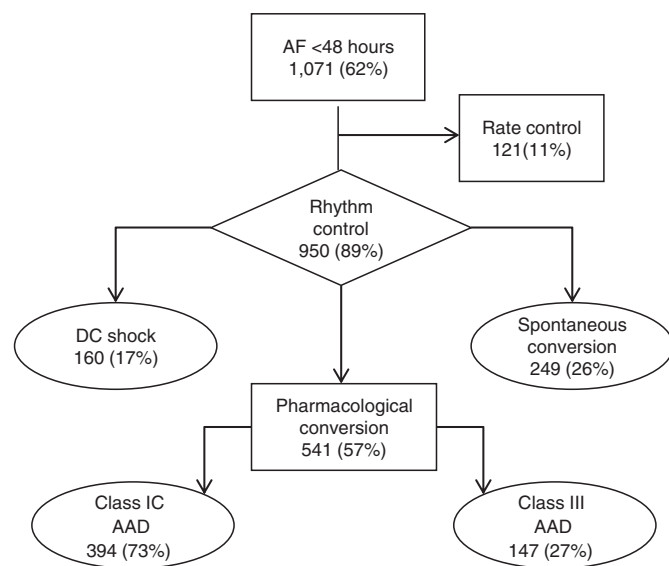 AF <48 hours
1,071 (62%)
Rate control
121(11%)
Rhythm
control
950 (89%)
DC shock
160 (17%)
Spontaneous
conversion
249 (26%)
Pharmacological
conversion
541 (57%)
Class IC
AAD
394 (73%)
Class III
AAD
147 (27%)